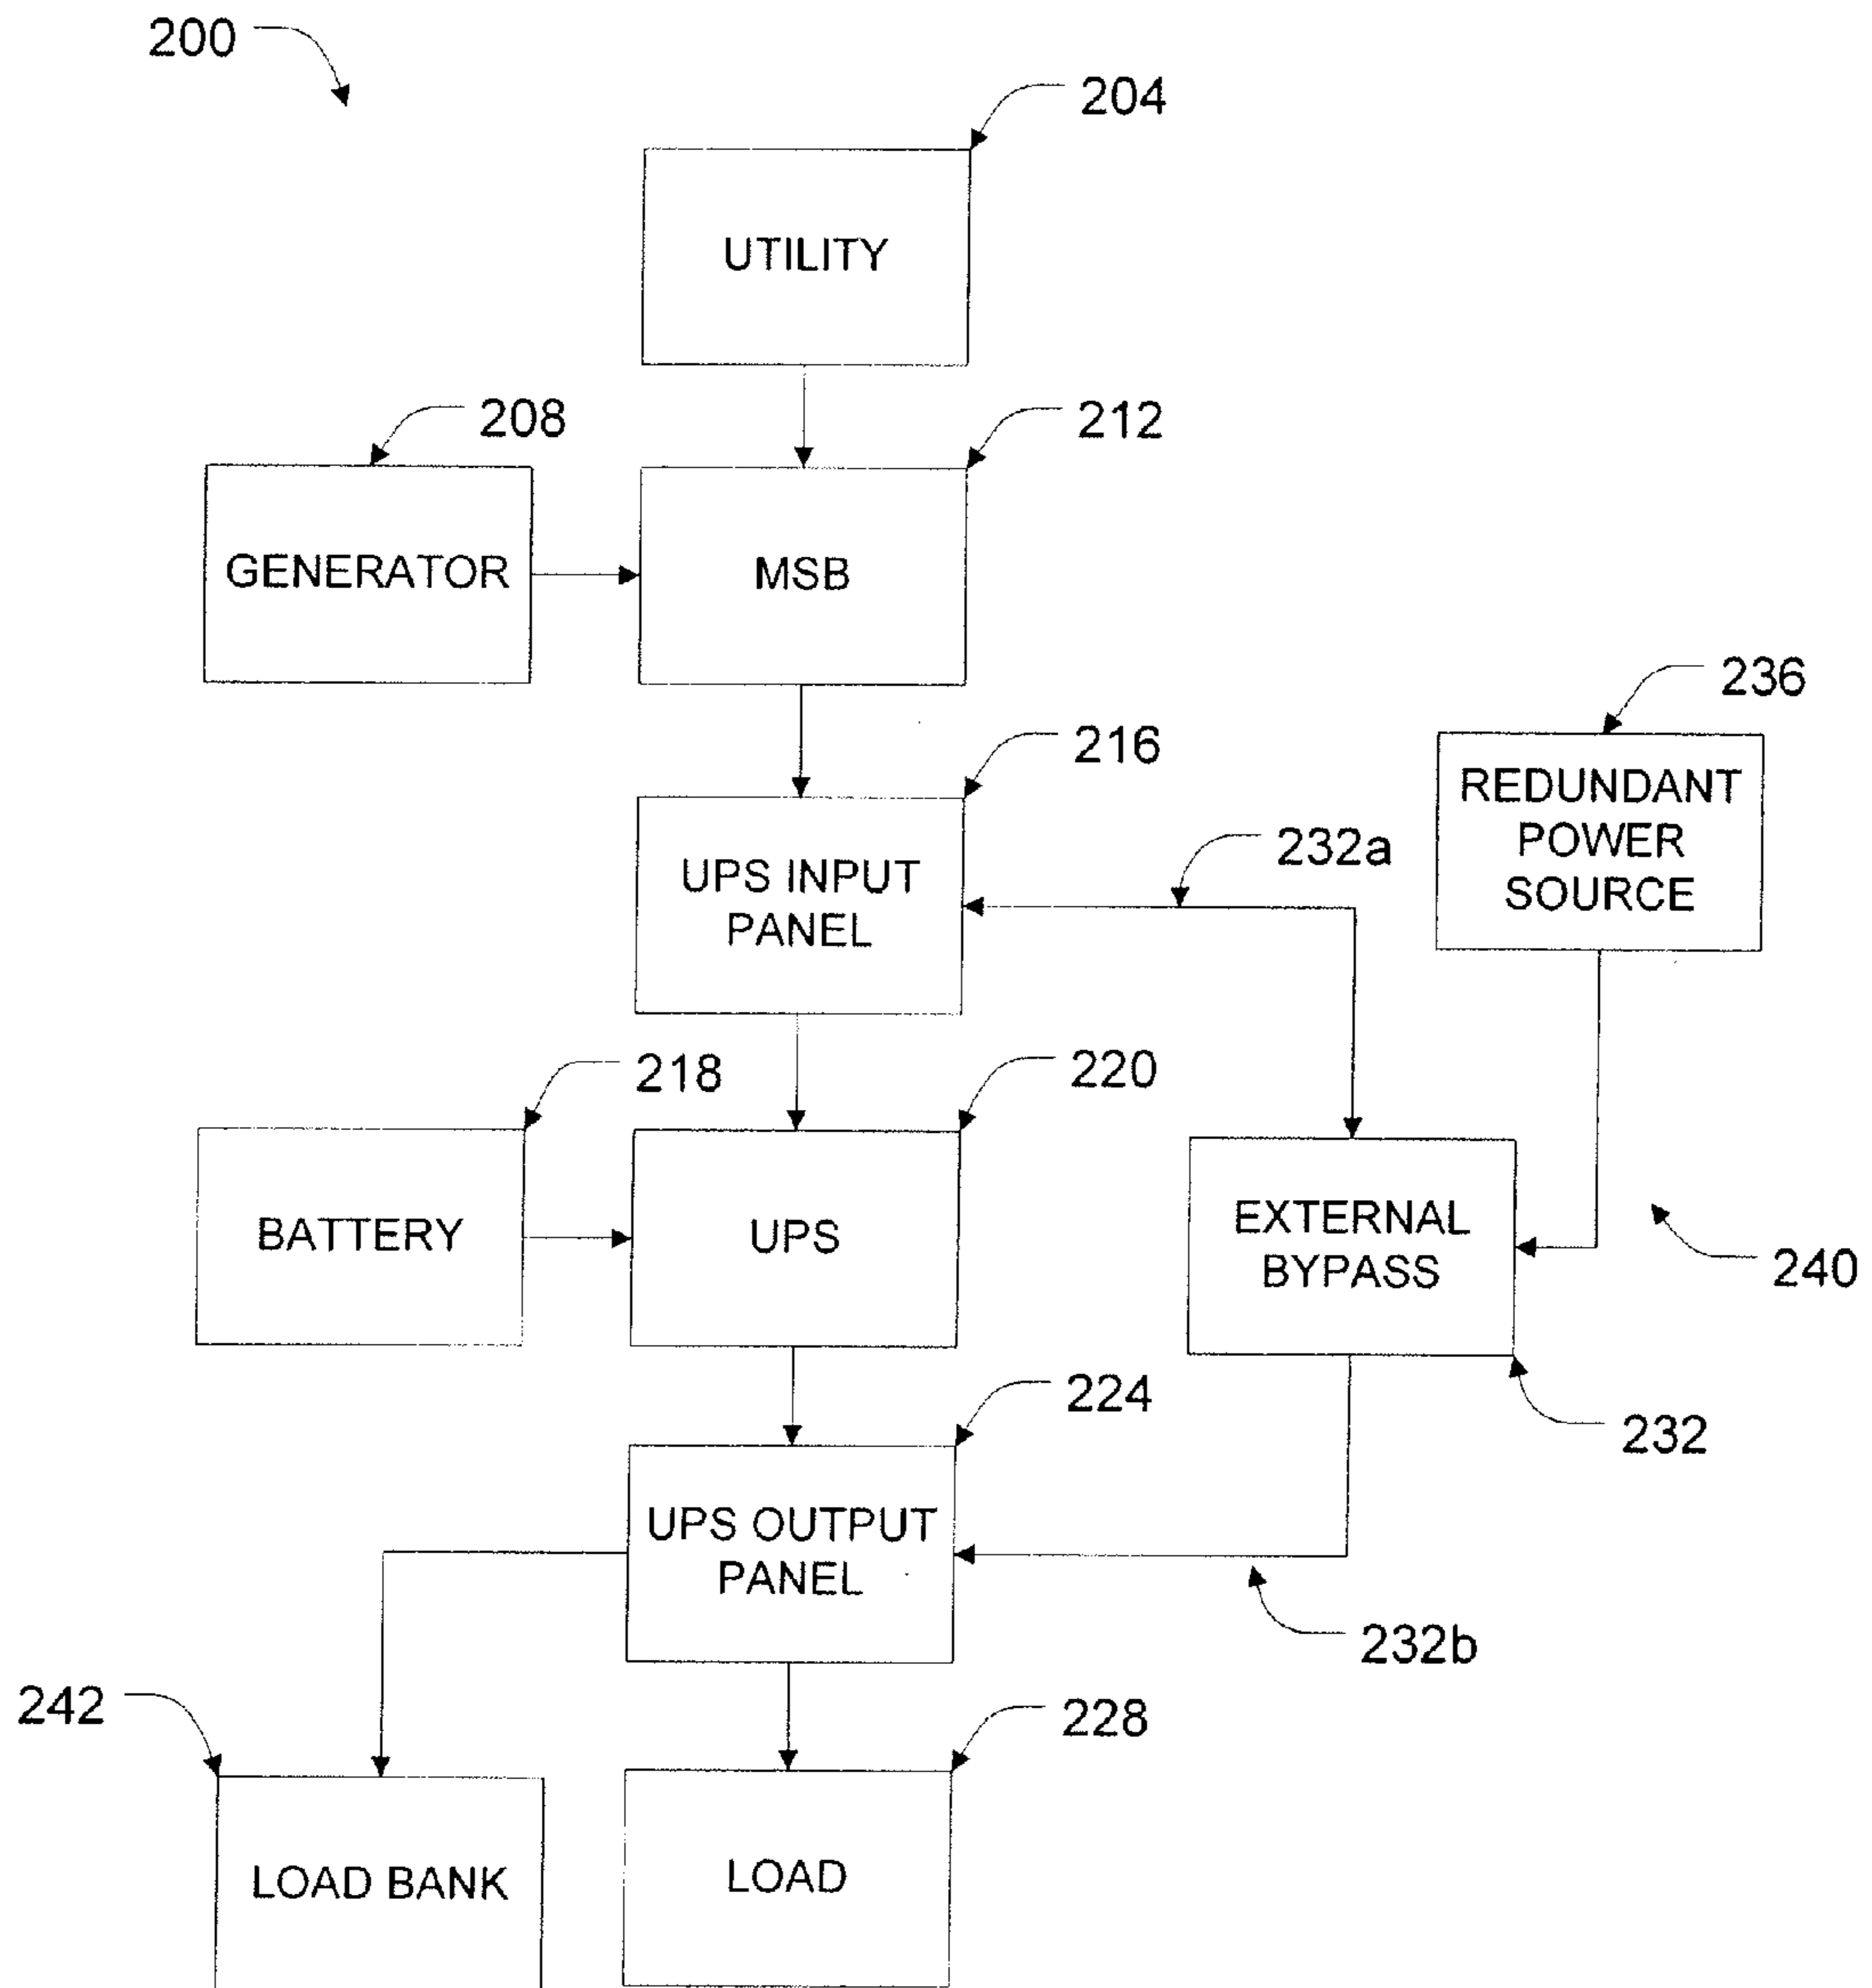 200
204
UTILITY
208
212
GENERATOR
MSB
236
216
REDUNDANT
POWER
SOURCE
232a
UPS INPUT
PANEL
218
220
BATTERY
UPS
EXTERNAL
BYPASS
240
224
232
UPS OUTPUT
PANEL
232b
242
228
LOAD BANK
LOAD